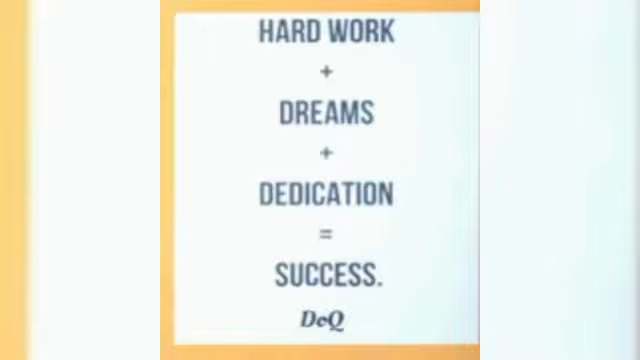 HARD WORK
+
DREAMS
+
DEDICATION
=
SUCCESS.
DeQ